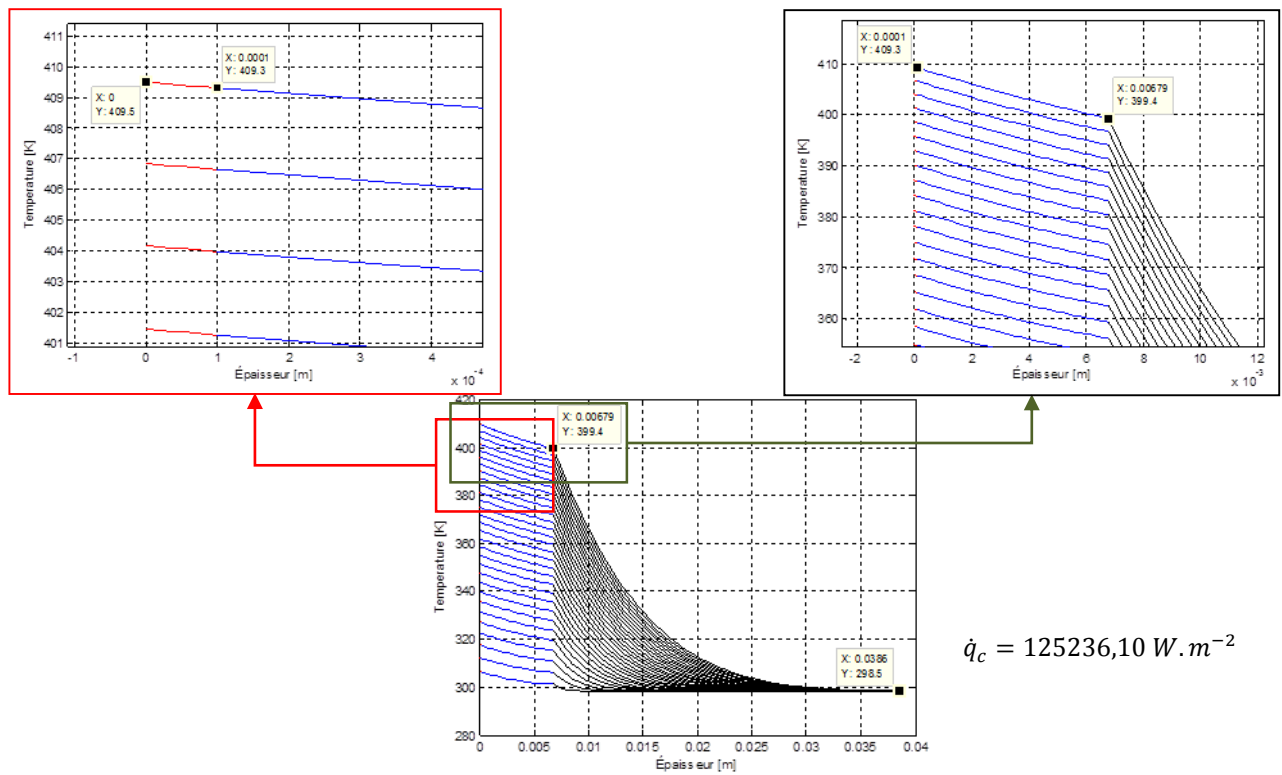 411
410
409
408
407
406
405
404
403
402
401
Temperature [K]
X: 0.0001
Y: 409.3
X: 0
Y: 409.5
-1
0
1
2
3
4
Épaisseur [m]
x 10⁻⁴
410
400
390
380
370
360
Temperature [K]
X: 0.0001
Y: 409.3
X: 0.00679
Y: 399.4
-2
0
2
4
6
8
10
12
Épaisseur [m]
x 10⁻³
420
400
380
360
340
320
300
280
Temperature [K]
X: 0.00679
Y: 399.4
X: 0.0386
Y: 298.5
0
0.005
0.01
0.015
0.02
0.025
0.03
0.035
0.04
Épaisseur [m]
q̇c = 125236,10 W.m⁻²